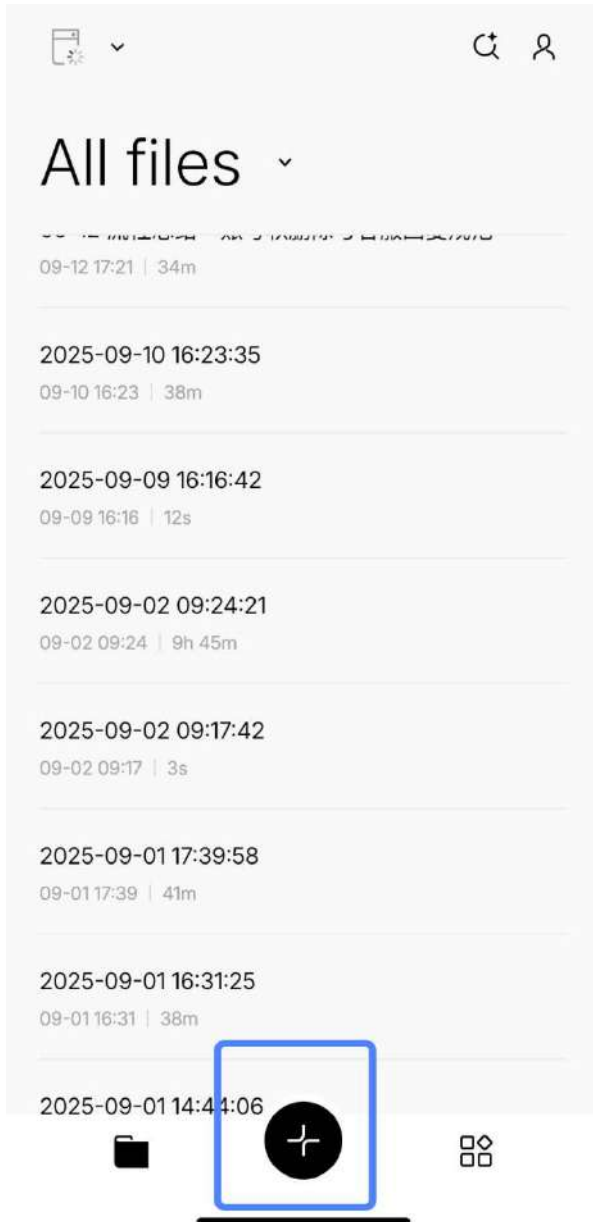 All files
09-12 17:21 | 34m
2025-09-10 16:23:35
09-10 16:23 | 38m
2025-09-09 16:16:42
09-09 16:16 | 12s
2025-09-02 09:24:21
09-02 09:24 | 9h 45m
2025-09-02 09:17:42
09-02 09:17 | 3s
2025-09-01 17:39:58
09-01 17:39 | 41m
2025-09-01 16:31:25
09-01 16:31 | 38m
2025-09-01 14:44:06